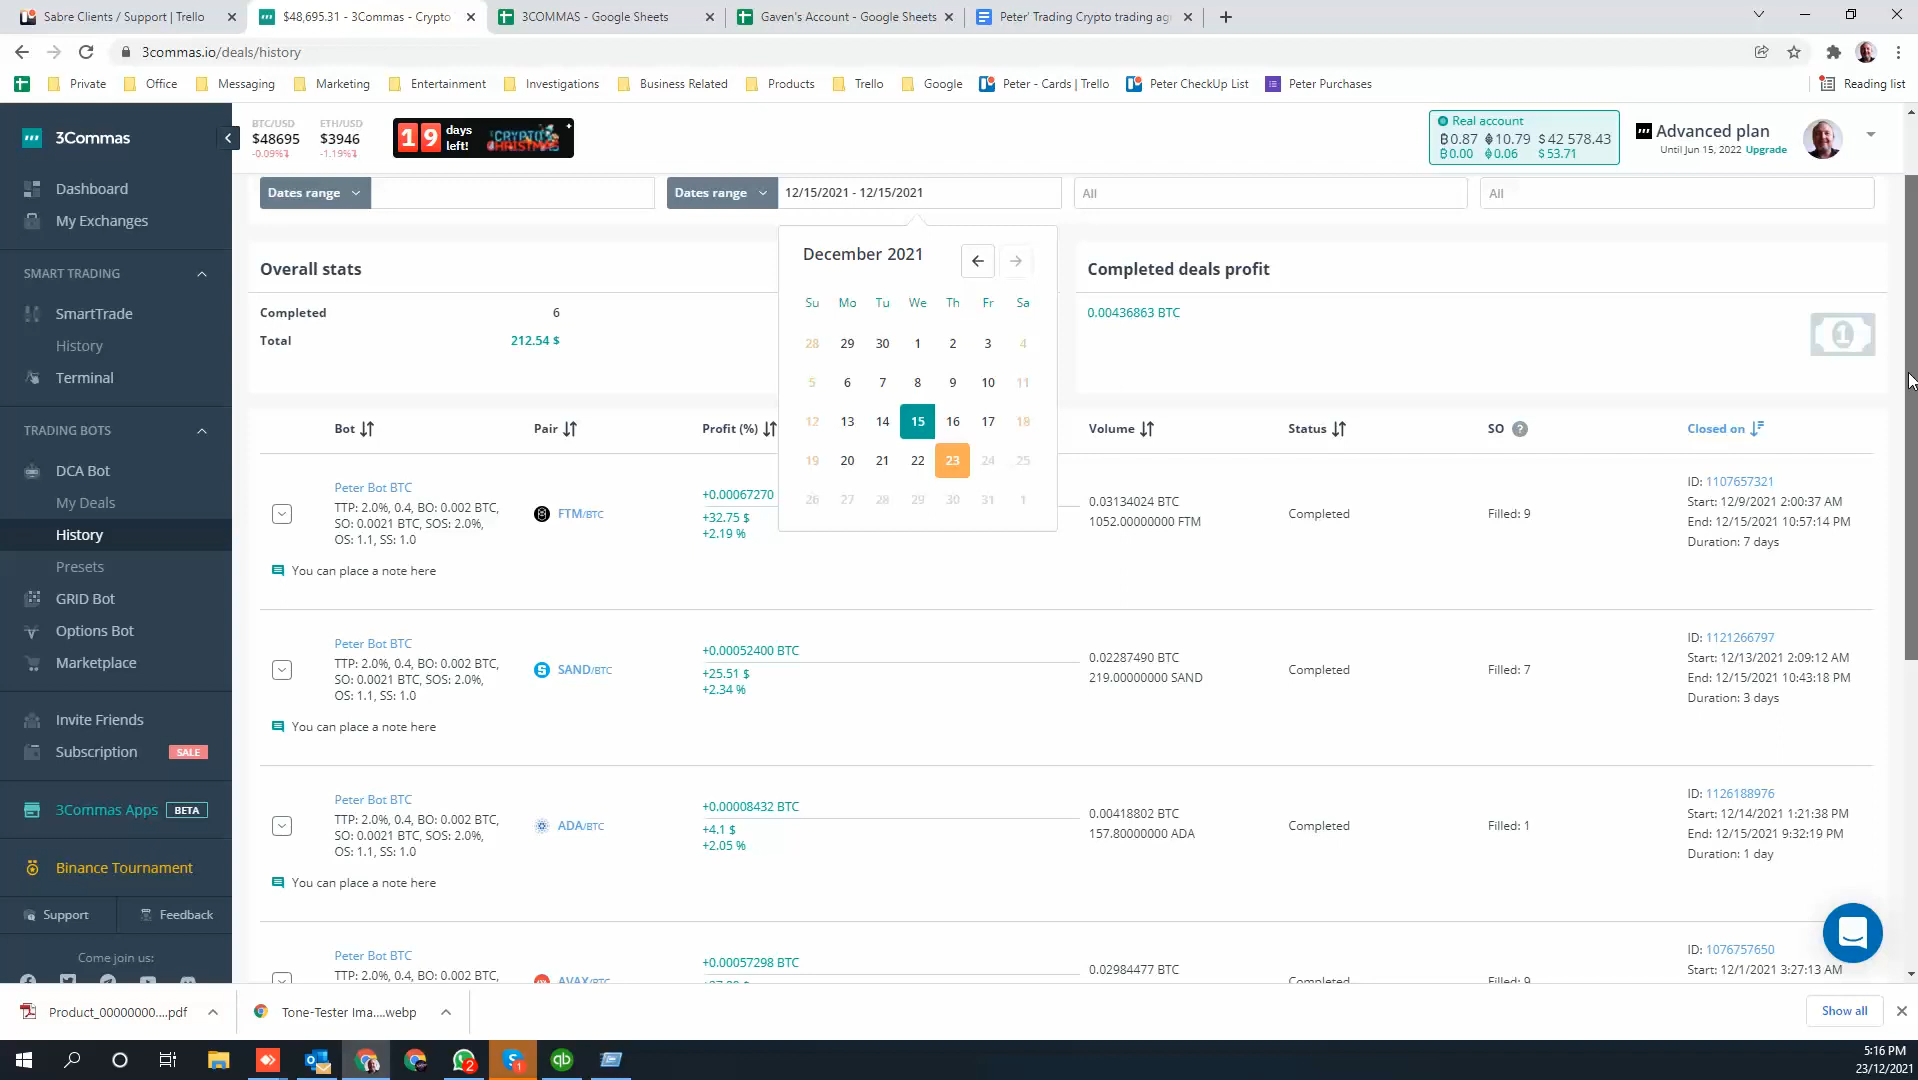 Sabre Clients / Support | Trello
$48,695.31 - 3Commas - Crypto
3COMMAS - Google Sheets
Gaven's Account - Google Sheets
Peter' Trading Crypto trading ag
3commas.io/deals/history
Private
Office
Messaging
Marketing
Entertainment
Investigations
Business Related
Products
Trello
Google
Peter - Cards | Trello
Peter CheckUp List
Peter Purchases
Reading list
3Commas
BTC/USD
$48695
-0.09%
ETH/USD
$3946
-1.19%
19 days left!
CRYPTO CHRISTMAS
Real account
₿0.87 10.79 $ 42 578.43
₿0.00 0.06 $ 53.71
Advanced plan
Until Jun 15, 2022 Upgrade
Dashboard
My Exchanges
SMART TRADING
SmartTrade
History
Terminal
TRADING BOTS
DCA Bot
My Deals
History
Presets
GRID Bot
Options Bot
Marketplace
Invite Friends
Subscription SALE
3Commas Apps BETA
Binance Tournament
Support
Feedback
Come join us:
Dates range
Dates range
12/15/2021 - 12/15/2021
All
All
Overall stats
Completed 6
Total 212.54 $
December 2021
Su Mo Tu We Th Fr Sa
28 29 30 1 2 3 4
5 6 7 8 9 10 11
12 13 14 15 16 17 18
19 20 21 22 23 24 25
26 27 28 29 30 31 1
Completed deals profit
0.00436863 BTC
Bot Pair Profit (%) Volume Status SO ? Closed on
Peter Bot BTC
TTP: 2.0%, 0.4, BO: 0.002 BTC,
SO: 0.0021 BTC, SOS: 2.0%,
OS: 1.1, SS: 1.0
FTM/BTC
+0.00067270
+32.75 $
+2.19 %
0.03134024 BTC
1052.00000000 FTM
Completed
Filled: 9
ID: 1107657321
Start: 12/9/2021 2:00:37 AM
End: 12/15/2021 10:57:14 PM
Duration: 7 days
You can place a note here
Peter Bot BTC
TTP: 2.0%, 0.4, BO: 0.002 BTC,
SO: 0.0021 BTC, SOS: 2.0%,
OS: 1.1, SS: 1.0
SAND/BTC
+0.00052400 BTC
+25.51 $
+2.34 %
0.02287490 BTC
219.00000000 SAND
Completed
Filled: 7
ID: 1121266797
Start: 12/13/2021 2:09:12 AM
End: 12/15/2021 10:43:18 PM
Duration: 3 days
You can place a note here
Peter Bot BTC
TTP: 2.0%, 0.4, BO: 0.002 BTC,
SO: 0.0021 BTC, SOS: 2.0%,
OS: 1.1, SS: 1.0
ADA/BTC
+0.00008432 BTC
+4.1 $
+2.05 %
0.00418802 BTC
157.80000000 ADA
Completed
Filled: 1
ID: 1126188976
Start: 12/14/2021 1:21:38 PM
End: 12/15/2021 9:32:19 PM
Duration: 1 day
You can place a note here
Peter Bot BTC
TTP: 2.0%, 0.4, BO: 0.002 BTC,
AVAX/BTC
+0.00057298 BTC
0.02984477 BTC
Completed
Filled: 9
ID: 1076757650
Start: 12/1/2021 3:27:13 AM
Product_00000000....pdf
Tone-Tester Ima....webp
Show all
5:16 PM
23/12/2021